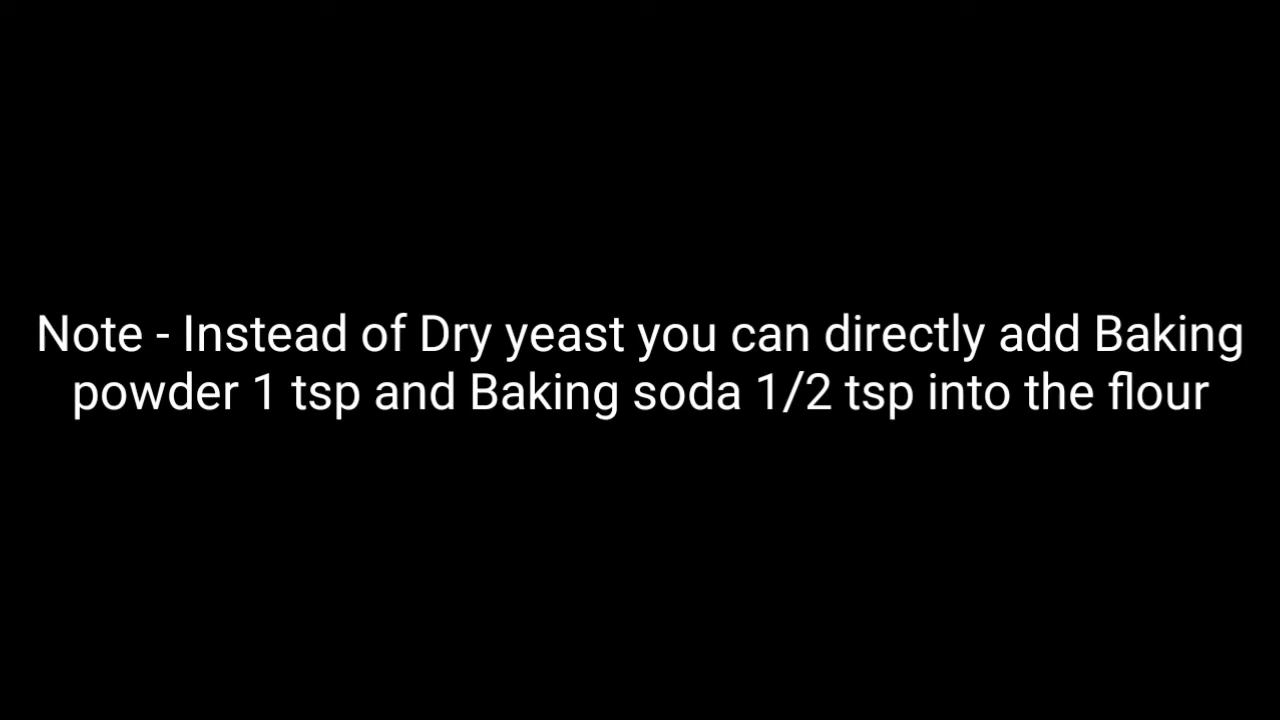 Note - Instead of Dry yeast you can directly add Baking
powder 1 tsp and Baking soda 1/2 tsp into the flour